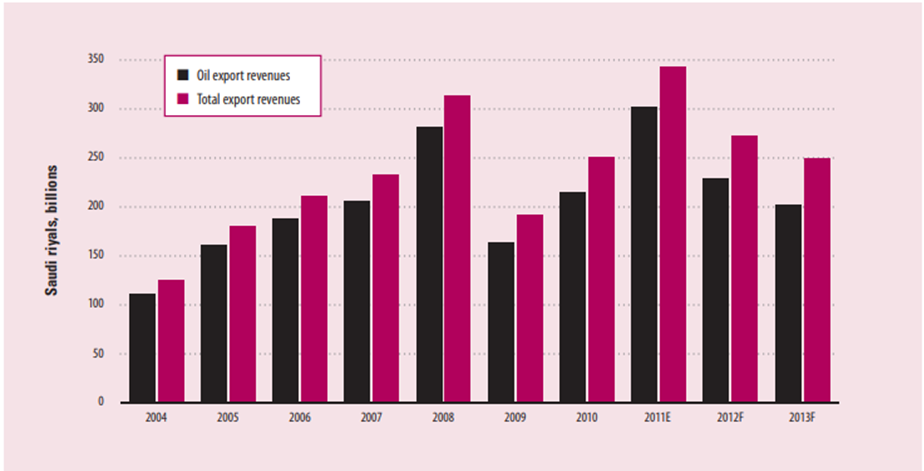 350
300
250
200
150
100
50
0
Saudi riyals, billions
Oil export revenues
Total export revenues
2004 2005 2006 2007 2008 2009 2010 2011E 2012F 2013F